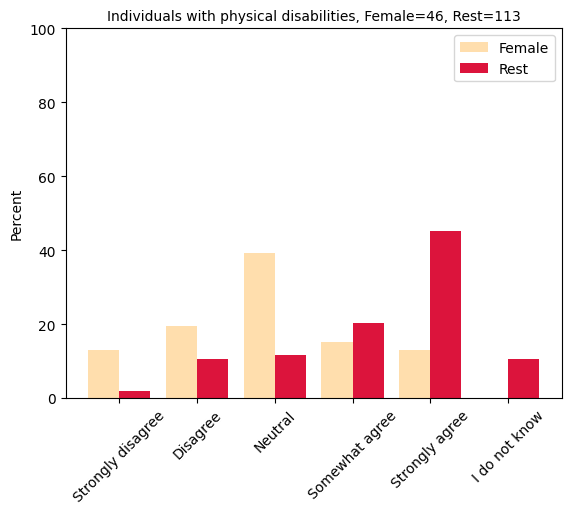 Individuals with physical disabilities, Female=46, Rest=113
Female
Rest
Percent
100
80
60
40
20
0
Strongly disagree
Disagree
Neutral
Somewhat agree
Strongly agree
I do not know